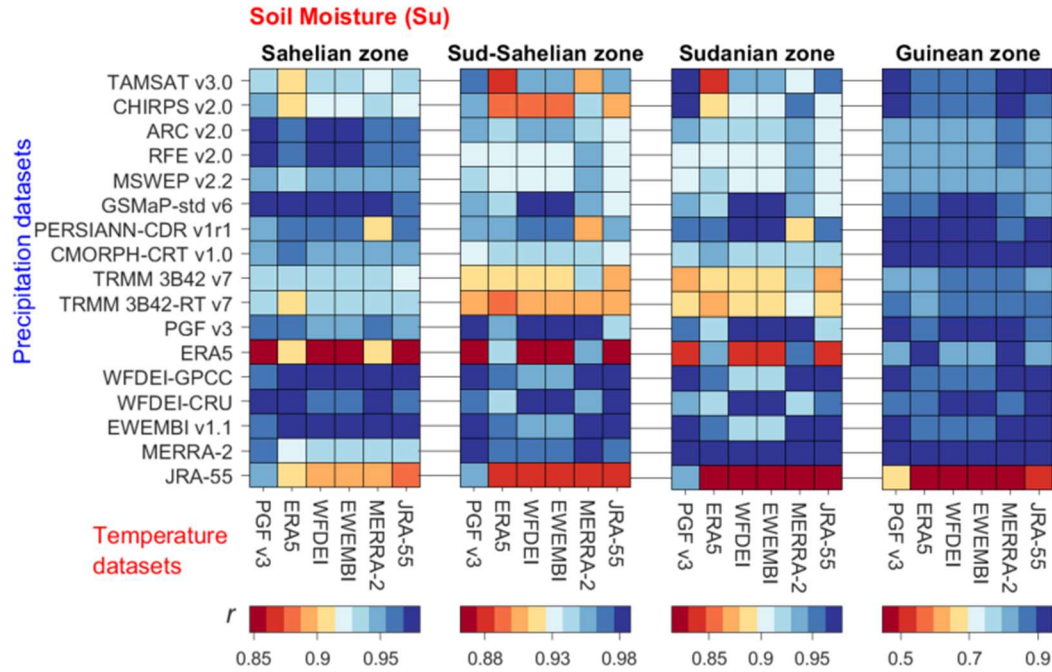 Soil Moisture (Su)
Sahelian zone
Sud-Sahelian zone
Sudanian zone
Guinean zone
Precipitation datasets
TAMSAT v3.0
CHIRPS v2.0
ARC v2.0
RFE v2.0
MSWEP v2.2
GSMaP-std v6
PERSIANN-CDR v1r1
CMORPH-CRT v1.0
TRMM 3B42 v7
TRMM 3B42-RT v7
PGF v3
ERA5
WFDEI-GPCC
WFDEI-CRU
EWEMBI v1.1
MERRA-2
JRA-55
Temperature
datasets
PGF v3
ERA5
WFDEI
EWEMBI
MERRA-2
JRA-55
PGF v3
ERA5
WFDEI
EWEMBI
MERRA-2
JRA-55
PGF v3
ERA5
WFDEI
EWEMBI
MERRA-2
JRA-55
PGF v3
ERA5
WFDEI
EWEMBI
MERRA-2
JRA-55
r
0.85 0.9 0.95
0.88 0.93 0.98
0.85 0.9 0.95
0.5 0.7 0.9